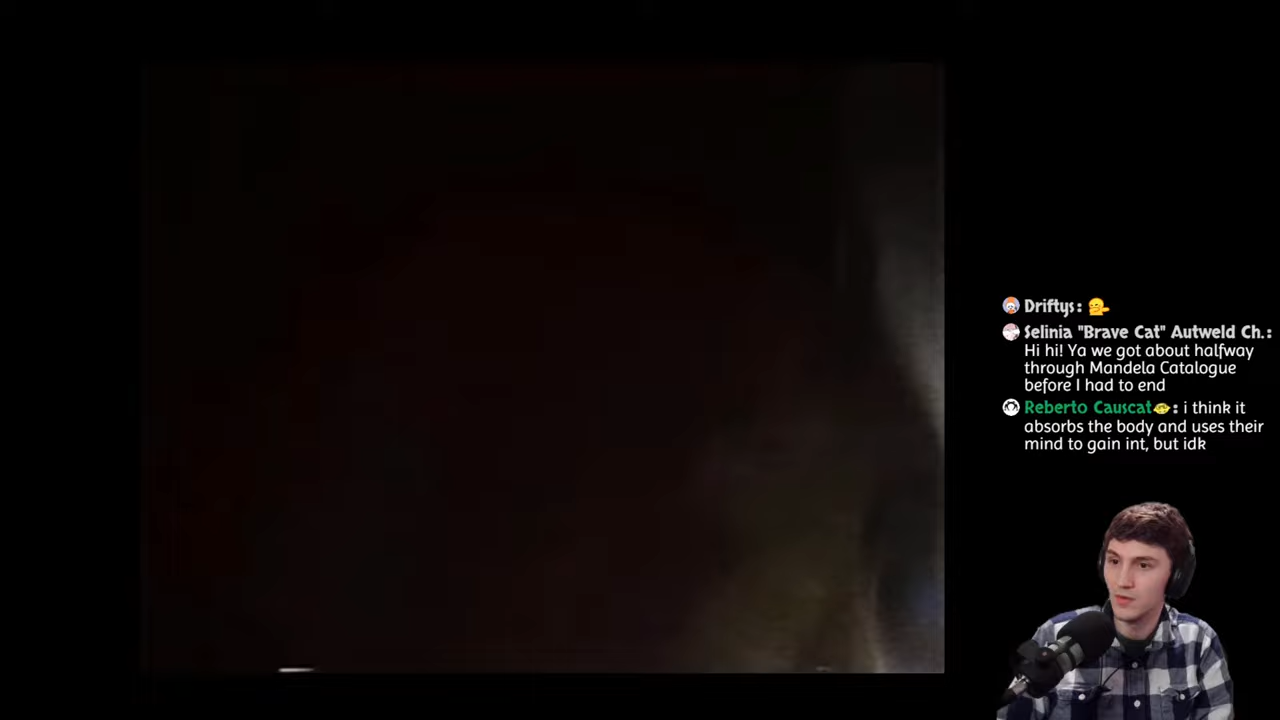 Driftys:
Selinia "Brave Cat" Autweld Ch.:
Hi hi! Ya we got about halfway
through Mandela Catalogue
before I had to end
Reberto Causcat: i think it
absorbs the body and uses their
mind to gain int, but idk